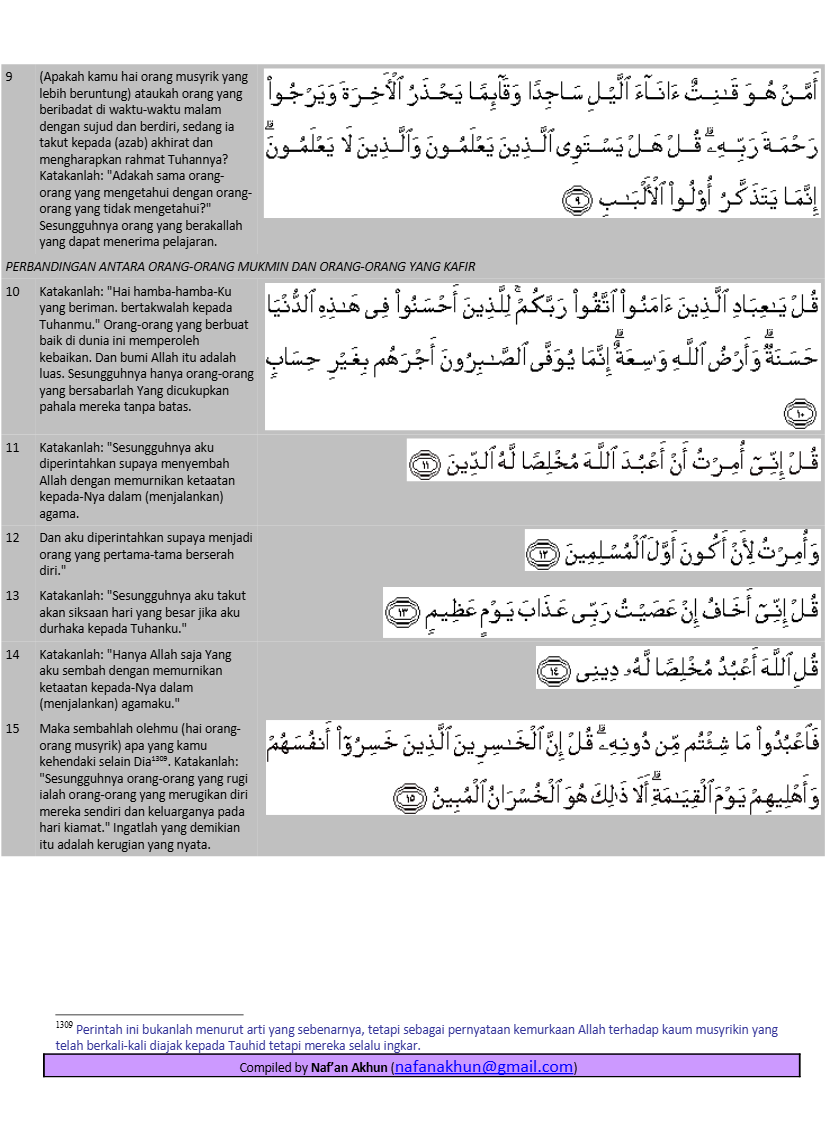 9 (Apakah kamu hai orang musyrik yang
lebih beruntung) ataukah orang yang
beribadat di waktu-waktu malam
dengan sujud dan berdiri, sedang ia
takut kepada (azab) akhirat dan
mengharapkan rahmat Tuhannya?
Katakanlah: "Adakah sama orang-
orang yang mengetahui dengan orang-
orang yang tidak mengetahui?"
Sesungguhnya orang yang berakallah
yang dapat menerima pelajaran.
أَمَّنْ هُوَ قَـٰنِتٌ ءَانَآءَ ٱلَّيْلِ سَاجِدًا وَقَآئِمًا يَحْذَرُ ٱلْأَخِرَةَ وَيَرْجُوا۟
رَحْمَةَ رَبِّهِۦ ۗ قُلْ هَلْ يَسْتَوِى ٱلَّذِينَ يَعْلَمُونَ وَٱلَّذِينَ لَا يَعْلَمُونَ ۗ
إِنَّمَا يَتَذَكَّرُ أُو۟لُوا۟ ٱلْأَلْبَـٰبِ ٩
PERBANDINGAN ANTARA ORANG-ORANG MUKMIN DAN ORANG-ORANG YANG KAFIR
10 Katakanlah: "Hai hamba-hamba-Ku
yang beriman. bertakwalah kepada
Tuhanmu." Orang-orang yang berbuat
baik di dunia ini memperoleh
kebaikan. Dan bumi Allah itu adalah
luas. Sesungguhnya hanya orang-orang
yang bersabarlah Yang dicukupkan
pahala mereka tanpa batas.
قُلْ يَـٰعِبَادِ ٱلَّذِينَ ءَامَنُوا۟ ٱتَّقُوا۟ رَبَّكُمْ ۚ لِلَّذِينَ أَحْسَنُوا۟ فِى هَـٰذِهِ ٱلدُّنْيَا
حَسَنَةٌ ۗ وَأَرْضُ ٱللَّهِ وَٰسِعَةٌ ۗ إِنَّمَا يُوَفَّى ٱلصَّـٰبِرُونَ أَجْرَهُم بِغَيْرِ حِسَابٍ
١٠
11 Katakanlah: "Sesungguhnya aku
diperintahkan supaya menyembah
Allah dengan memurnikan ketaatan
kepada-Nya dalam (menjalankan)
agama.
قُلْ إِنِّىٓ أُمِرْتُ أَنْ أَعْبُدَ ٱللَّهَ مُخْلِصًا لَّهُ ٱلدِّينَ ١١
12 Dan aku diperintahkan supaya menjadi
orang yang pertama-tama berserah
diri."
وَأُمِرْتُ لِأَنْ أَكُونَ أَوَّلَ ٱلْمُسْلِمِينَ ١٢
13 Katakanlah: "Sesungguhnya aku takut
akan siksaan hari yang besar jika aku
durhaka kepada Tuhanku."
قُلْ إِنِّىٓ أَخَافُ إِنْ عَصَيْتُ رَبِّى عَذَابَ يَوْمٍ عَظِيمٍ ١٣
14 Katakanlah: "Hanya Allah saja Yang
aku sembah dengan memurnikan
ketaatan kepada-Nya dalam
(menjalankan) agamaku."
قُلِ ٱللَّهَ أَعْبُدُ مُخْلِصًا لَّهُۥ دِينِى ١٤
15 Maka sembahlah olehmu (hai orang-
orang musyrik) apa yang kamu
kehendaki selain Dia1309. Katakanlah:
"Sesungguhnya orang-orang yang rugi
ialah orang-orang yang merugikan diri
mereka sendiri dan keluarganya pada
hari kiamat." Ingatlah yang demikian
itu adalah kerugian yang nyata.
فَٱعْبُدُوا۟ مَا شِئْتُم مِّن دُونِهِۦ ۗ قُلْ إِنَّ ٱلْخَـٰسِرِينَ ٱلَّذِينَ خَسِرُوٓا۟ أَنفُسَهُمْ
وَأَهْلِيهِمْ يَوْمَ ٱلْقِيَـٰمَةِ ۗ أَلَا ذَٰلِكَ هُوَ ٱلْخُسْرَانُ ٱلْمُبِينُ ١٥
1309 Perintah ini bukanlah menurut arti yang sebenarnya, tetapi sebagai pernyataan kemurkaan Allah terhadap kaum musyrikin yang
telah berkali-kali diajak kepada Tauhid tetapi mereka selalu ingkar.
Compiled by Naf'an Akhun (nafanakhun@gmail.com)